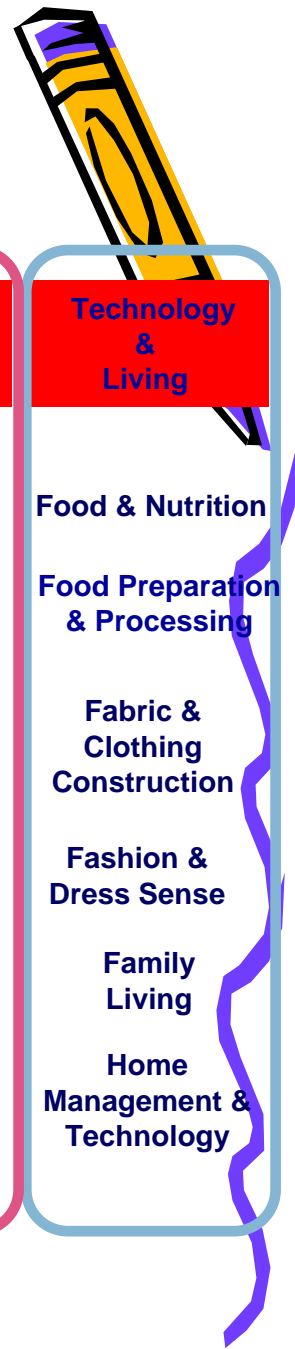 Technology
&
Living
Food & Nutrition
Food Preparation
& Processing
Fabric &
Clothing
Construction
Fashion &
Dress Sense
Family
Living
Home
Management &
Technology